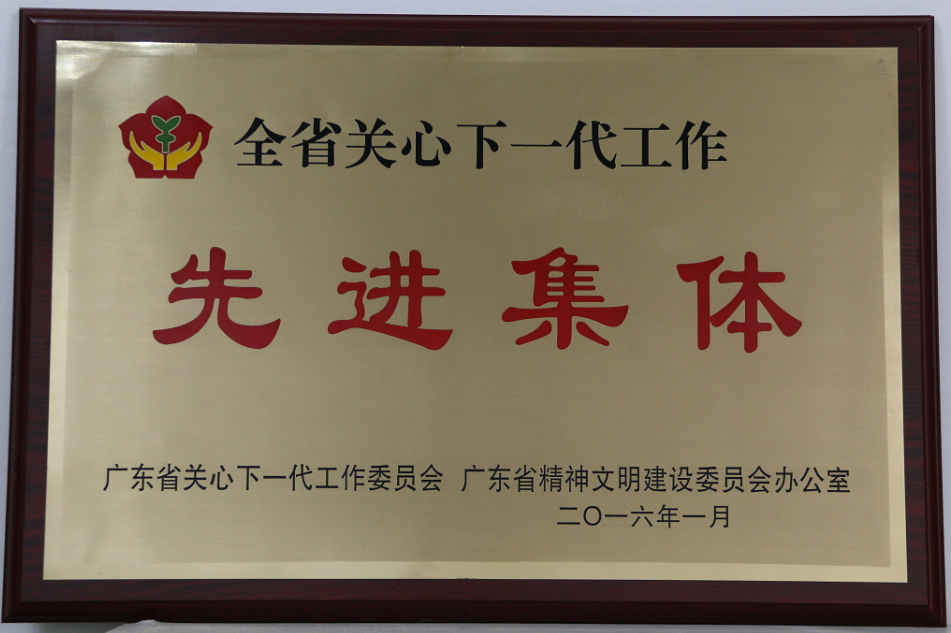 全省关心下一代工作
先进集体
广东省关心下一代工作委员会 广东省精神文明建设委员会办公室
二〇一六年一月